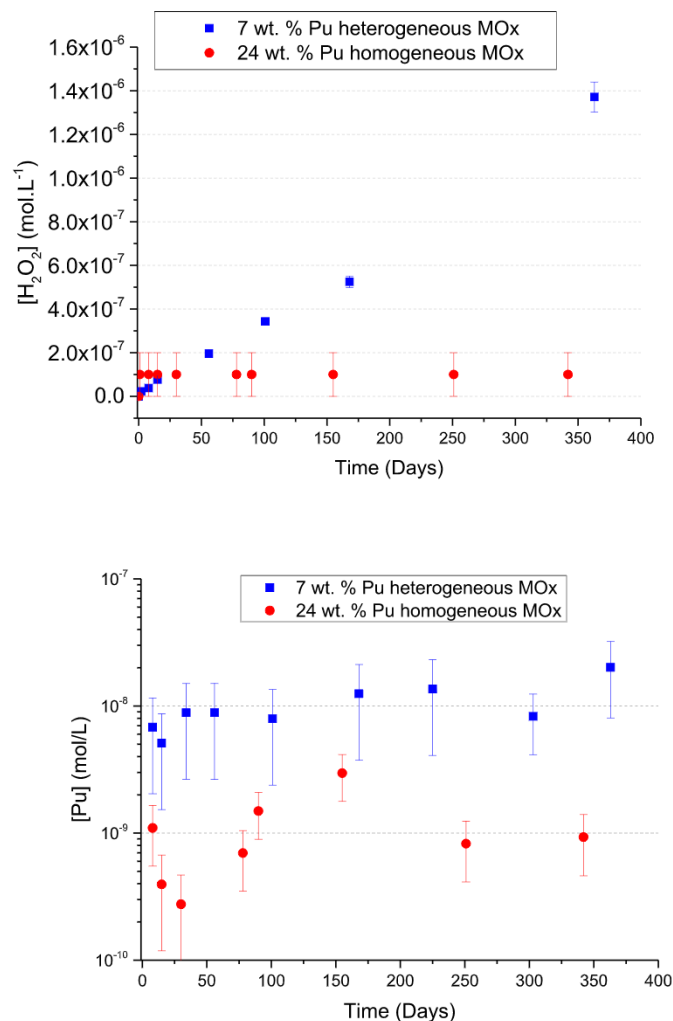 7 wt. % Pu heterogeneous MOx
24 wt. % Pu homogeneous MOx
1.6x10⁻⁶
1.4x10⁻⁶
1.2x10⁻⁶
1.0x10⁻⁶
8.0x10⁻⁷
6.0x10⁻⁷
4.0x10⁻⁷
2.0x10⁻⁷
0.0
[H₂O₂] (mol.L⁻¹)
0 50 100 150 200 250 300 350 400
Time (Days)
7 wt. % Pu heterogeneous MOx
24 wt. % Pu homogeneous MOx
10⁻⁷
10⁻⁸
10⁻⁹
10⁻¹⁰
[Pu] (mol/L)
0 50 100 150 200 250 300 350 400
Time (Days)